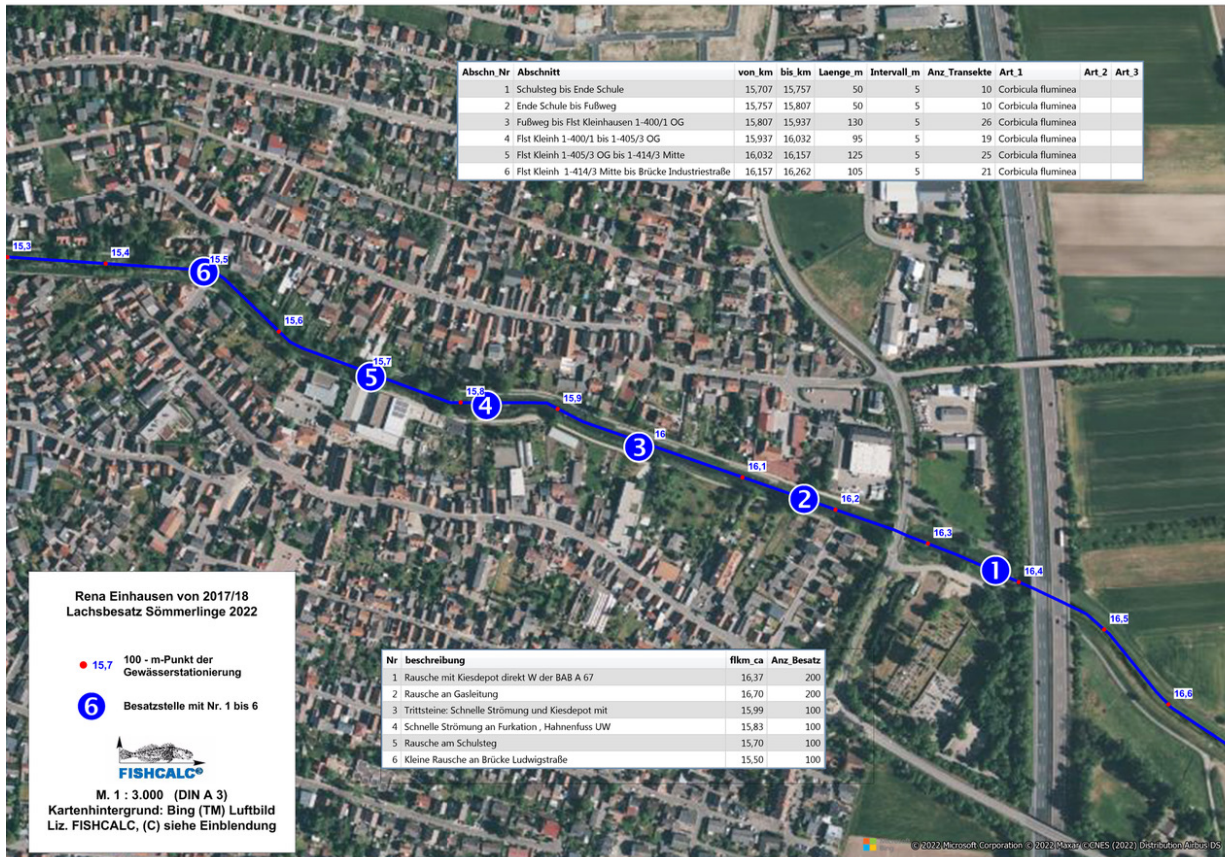 Abschn_Nr Abschnitt von_km bis_km Laenge_m Intervall_m Anz_Transekte Art_1 Art_2 Art_3
1 Schulsteg bis Ende Schule 15,707 15,757 50 5 10 Corbicula fluminea
2 Ende Schule bis Fußweg 15,757 15,807 50 5 10 Corbicula fluminea
3 Fußweg bis Flst Kleinhausen 1-400/1 OG 15,807 15,937 130 5 26 Corbicula fluminea
4 Flst Kleinh 1-400/1 bis 1-405/3 OG 15,937 16,032 95 5 19 Corbicula fluminea
5 Flst Kleinh 1-405/3 OG bis 1-414/3 Mitte 16,032 16,157 125 5 25 Corbicula fluminea
6 Flst Kleinh 1-414/3 Mitte bis Brücke Industriestraße 16,157 16,262 105 5 21 Corbicula fluminea
15,3
15,4
15,5
6
15,6
15,7
5
15,8
4
15,9
16
3
16,1
2
16,2
16,3
1
16,4
16,5
16,6
Rena Einhausen von 2017/18
Lachsbesatz Sömmerlinge 2022
15,7 100 - m-Punkt der
Gewässerstationierung
6 Besatzstelle mit Nr. 1 bis 6
FISHCALC®
M. 1 : 3.000 (DIN A 3)
Kartenhintergrund: Bing (TM) Luftbild
Liz. FISHCALC, (C) siehe Einblendung
Nr beschreibung flkm_ca Anz_Besatz
1 Rausche mit Kiesdepot direkt W der BAB A 67 16,37 200
2 Rausche an Gasleitung 16,70 200
3 Trittsteine: Schnelle Strömung und Kiesdepot mit 15,99 100
4 Schnelle Strömung an Furkation , Hahnenfuss UW 15,83 100
5 Rausche am Schulsteg 15,70 100
6 Kleine Rausche an Brücke Ludwigstraße 15,50 100
© 2022 Microsoft Corporation © 2022 Maxar ©CNES (2022) Distribution Airbus DS